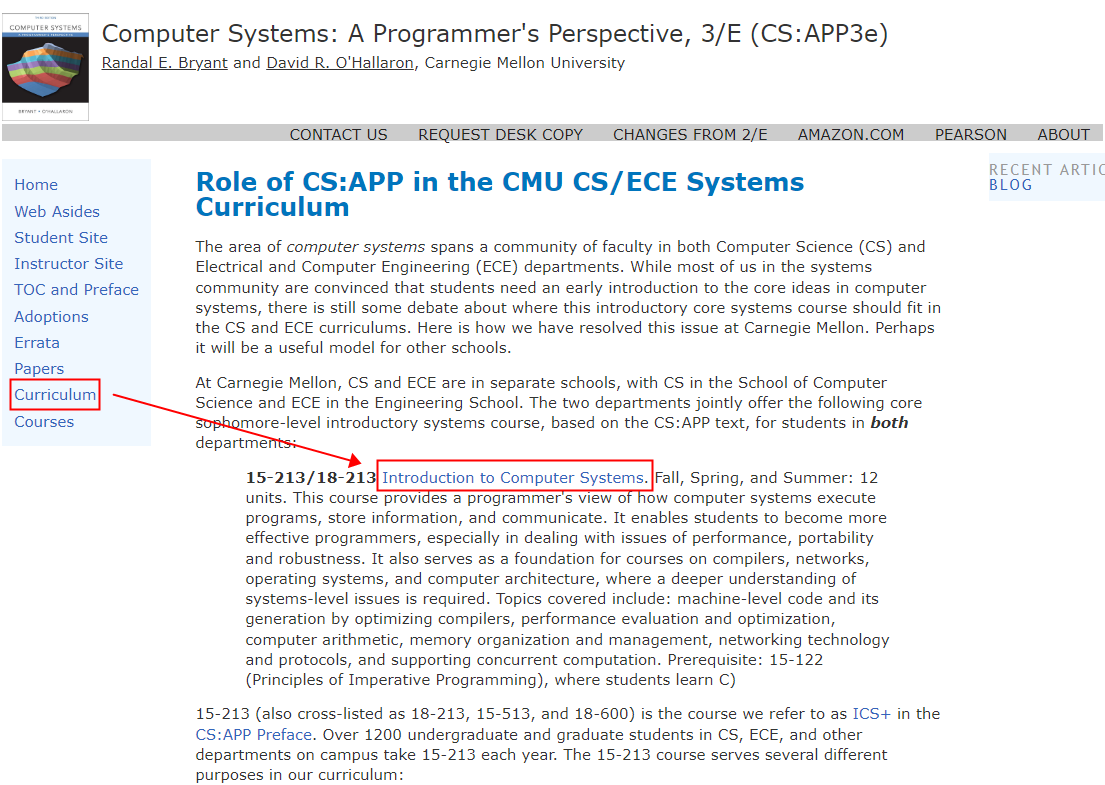 COMPUTER SYSTEMS
BRYANT • O'HALLARON
Computer Systems: A Programmer's Perspective, 3/E (CS:APP3e)
Randal E. Bryant and David R. O'Hallaron, Carnegie Mellon University
CONTACT US REQUEST DESK COPY CHANGES FROM 2/E AMAZON.COM PEARSON ABOUT
Home
Web Asides
Student Site
Instructor Site
TOC and Preface
Adoptions
Errata
Papers
Curriculum
Courses
Role of CS:APP in the CMU CS/ECE Systems
Curriculum
The area of computer systems spans a community of faculty in both Computer Science (CS) and
Electrical and Computer Engineering (ECE) departments. While most of us in the systems
community are convinced that students need an early introduction to the core ideas in computer
systems, there is still some debate about where this introductory core systems course should fit in
the CS and ECE curriculums. Here is how we have resolved this issue at Carnegie Mellon. Perhaps
it will be a useful model for other schools.
At Carnegie Mellon, CS and ECE are in separate schools, with CS in the School of Computer
Science and ECE in the Engineering School. The two departments jointly offer the following core
sophomore-level introductory systems course, based on the CS:APP text, for students in both
departments:
15-213/18-213 Introduction to Computer Systems. Fall, Spring, and Summer: 12
units. This course provides a programmer's view of how computer systems execute
programs, store information, and communicate. It enables students to become more
effective programmers, especially in dealing with issues of performance, portability
and robustness. It also serves as a foundation for courses on compilers, networks,
operating systems, and computer architecture, where a deeper understanding of
systems-level issues is required. Topics covered include: machine-level code and its
generation by optimizing compilers, performance evaluation and optimization,
computer arithmetic, memory organization and management, networking technology
and protocols, and supporting concurrent computation. Prerequisite: 15-122
(Principles of Imperative Programming), where students learn C)
15-213 (also cross-listed as 18-213, 15-513, and 18-600) is the course we refer to as ICS+ in the
CS:APP Preface. Over 1200 undergraduate and graduate students in CS, ECE, and other
departments on campus take 15-213 each year. The 15-213 course serves several different
purposes in our curriculum:
RECENT ARTIC
BLOG